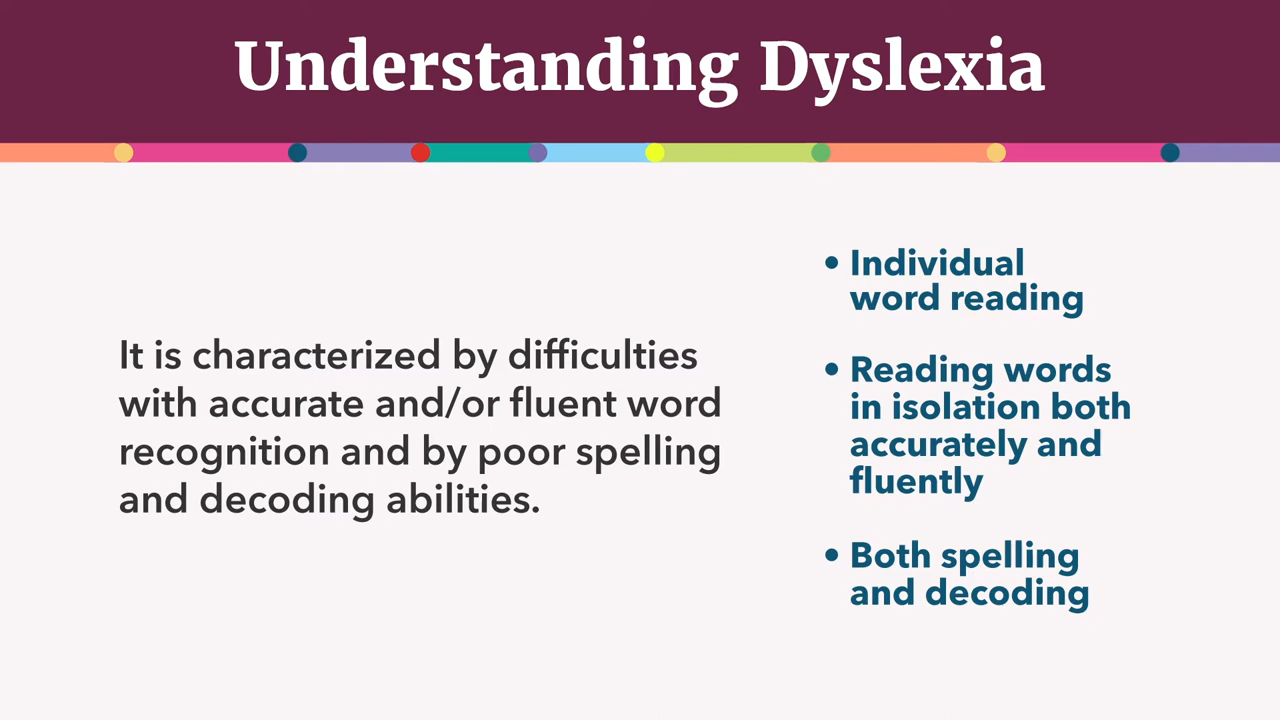 Understanding Dyslexia
It is characterized by difficulties
with accurate and/or fluent word
recognition and by poor spelling
and decoding abilities.
• Individual
word reading
• Reading words
in isolation both
accurately and
fluently
• Both spelling
and decoding